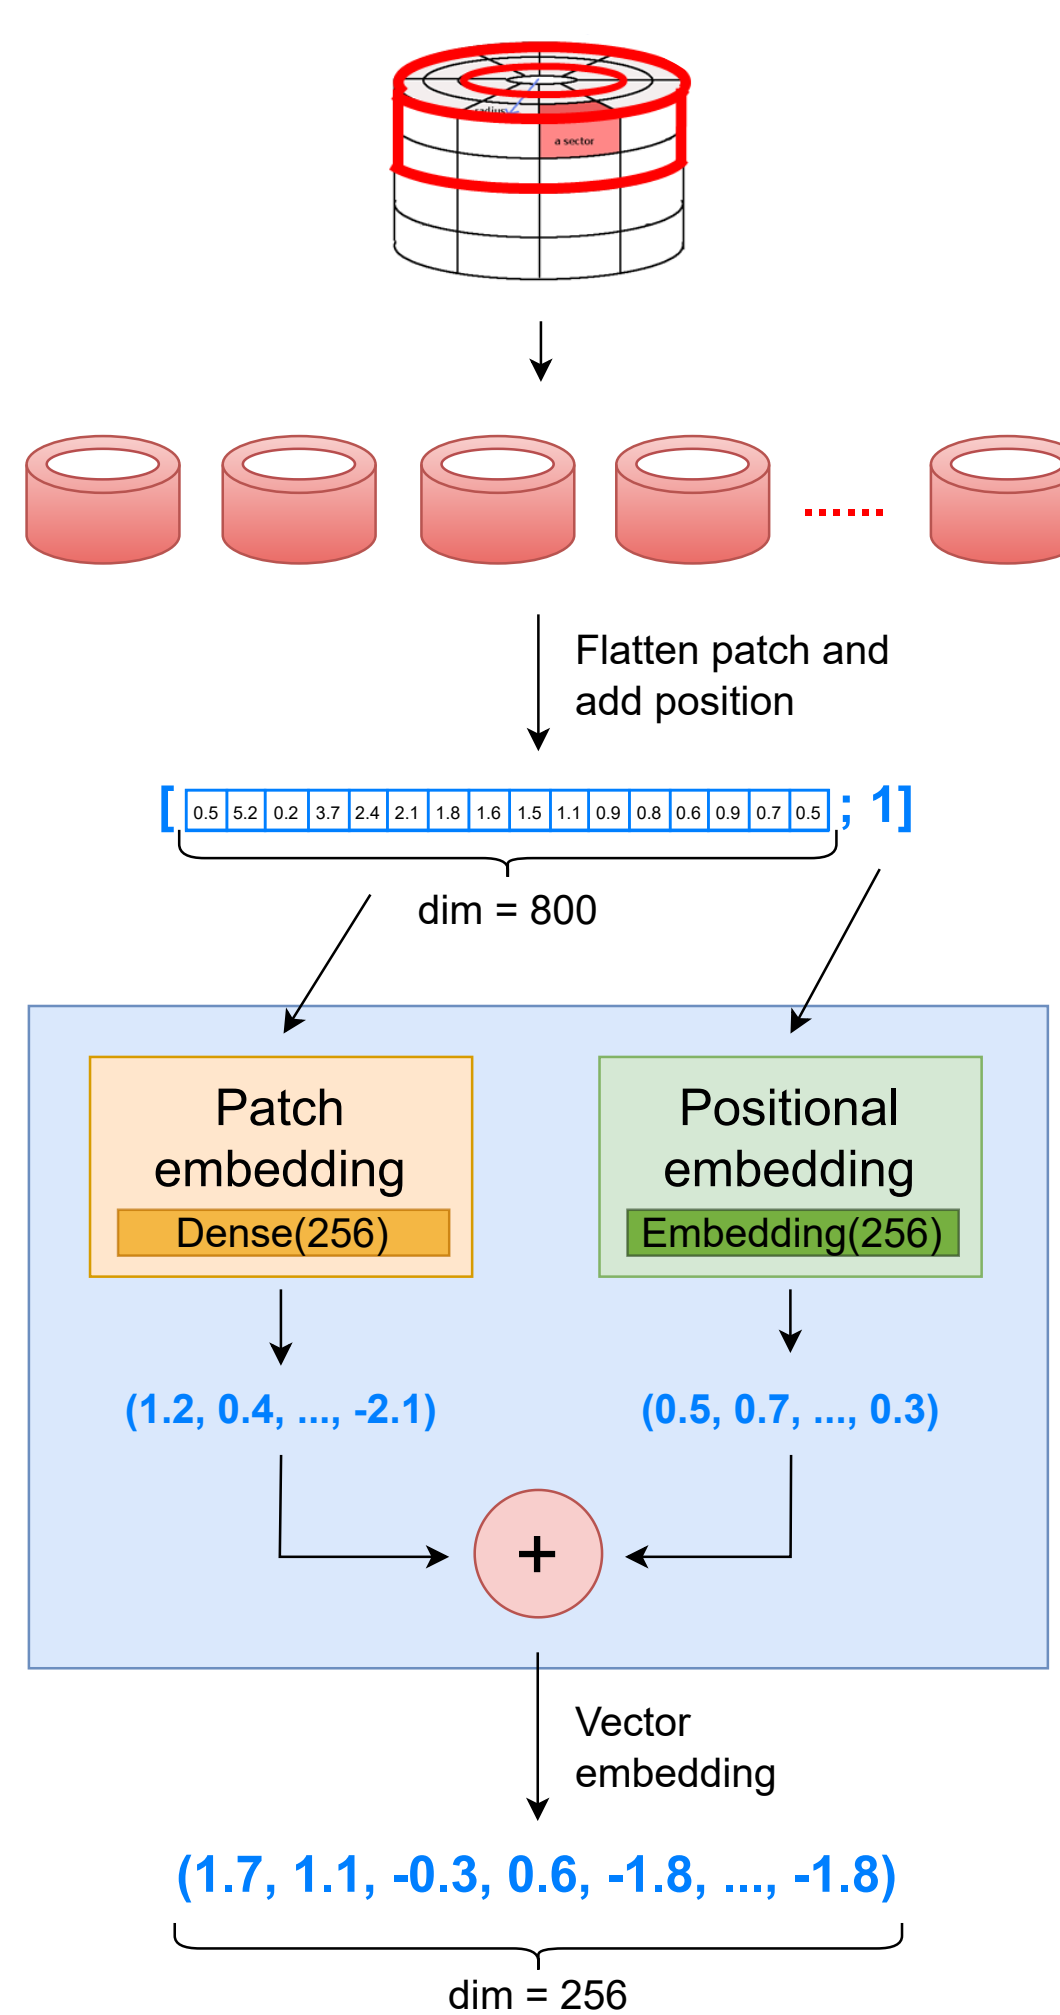 radius
a sector
Flatten patch and
add position
[ 0.5 5.2 0.2 3.7 2.4 2.1 1.8 1.6 1.5 1.1 0.9 0.8 0.6 0.9 0.7 0.5 ; 1]
dim = 800
Patch
embedding
Dense(256)
Positional
embedding
Embedding(256)
(1.2, 0.4, ..., -2.1)
(0.5, 0.7, ..., 0.3)
+
Vector
embedding
(1.7, 1.1, -0.3, 0.6, -1.8, ..., -1.8)
dim = 256